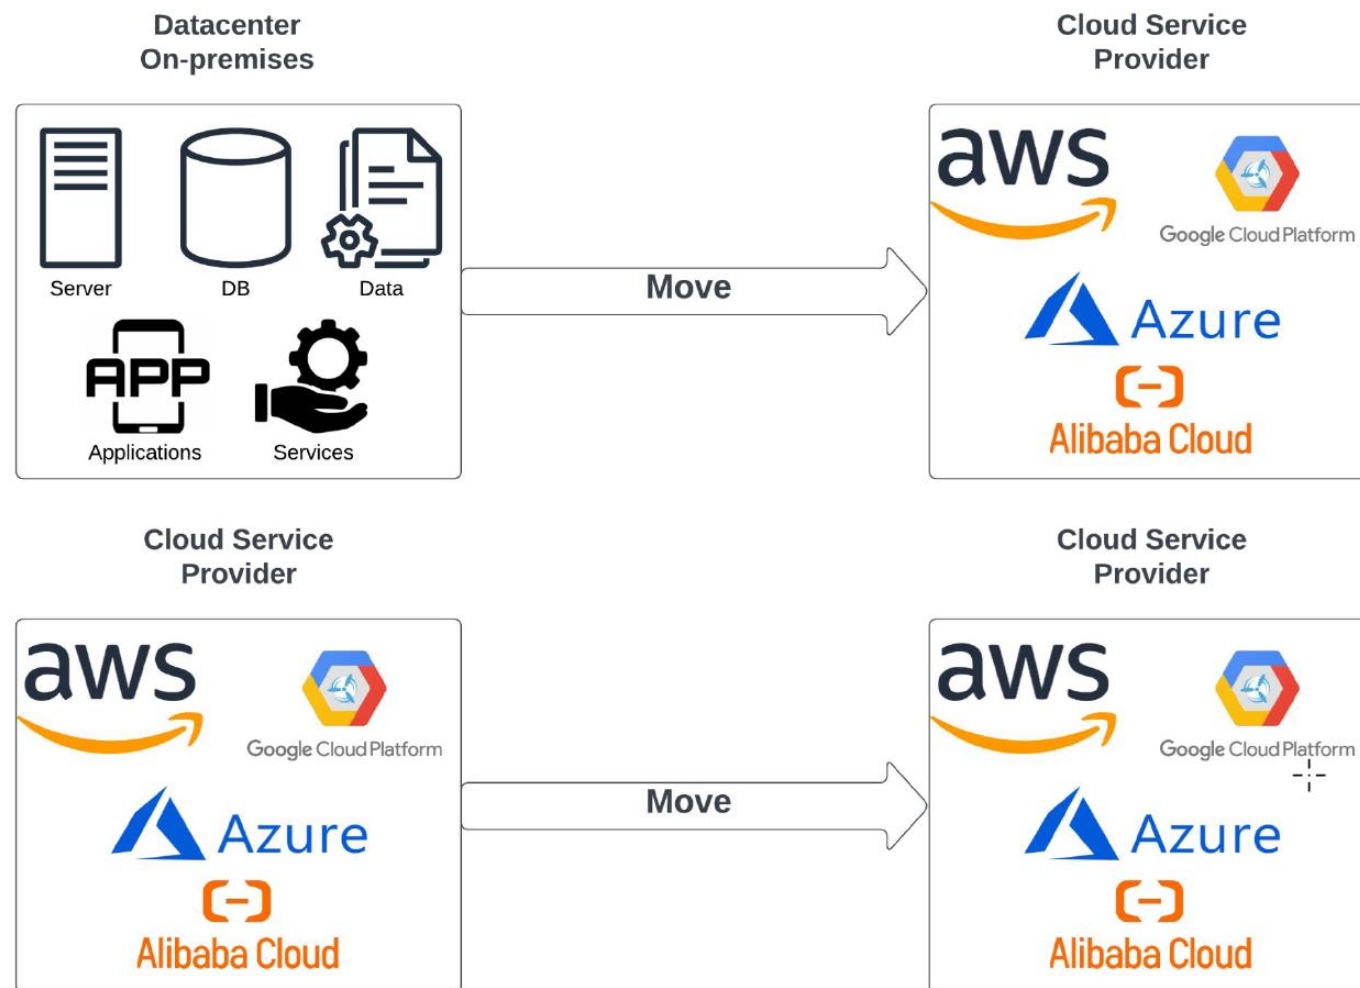 Datacenter
On-premises
Cloud Service
Provider
Server
DB
Data
APP
Applications
Services
Move
aws
Google Cloud Platform
Azure
Alibaba Cloud
Cloud Service
Provider
Cloud Service
Provider
aws
Google Cloud Platform
Azure
Alibaba Cloud
Move
aws
Google Cloud Platform
Azure
Alibaba Cloud